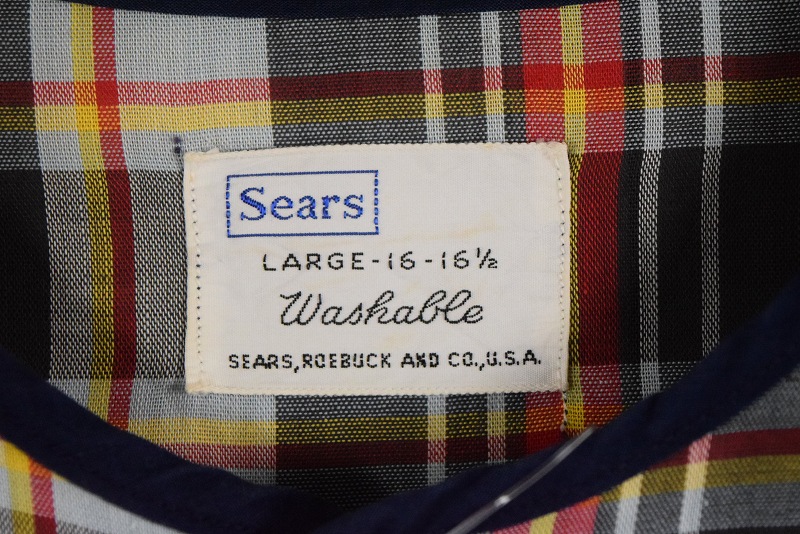 Sears
LARGE-16-16½
Washable
SEARS, ROEBUCK AND CO., U.S.A.